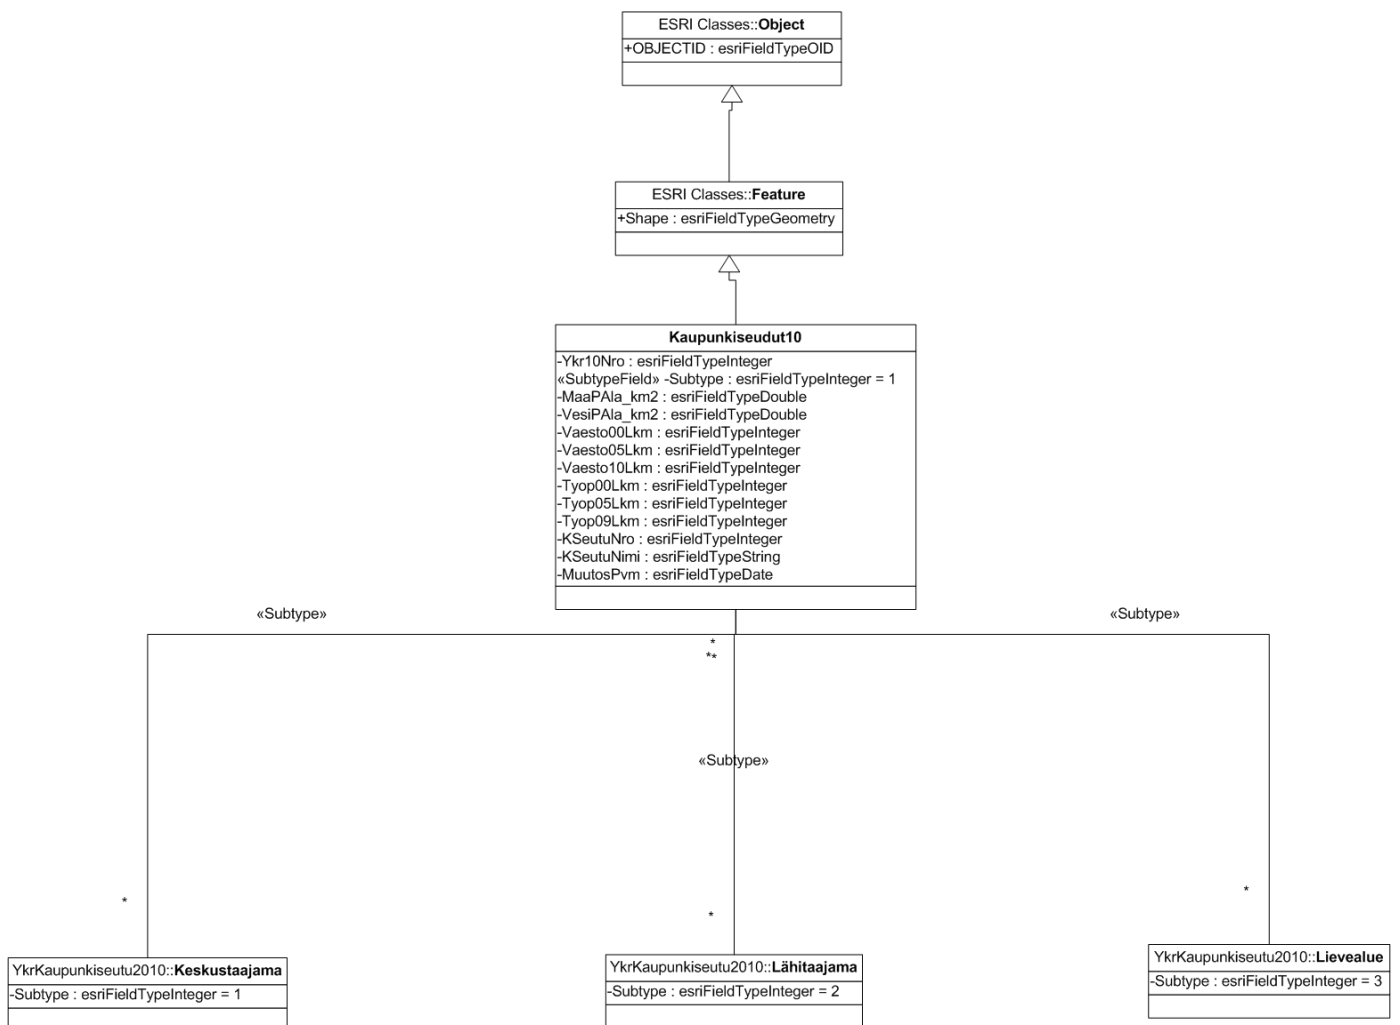 ESRI Classes::Object
+OBJECTID : esriFieldTypeOID
ESRI Classes::Feature
+Shape : esriFieldTypeGeometry
Kaupunkiseudut10
-Ykr10Nro : esriFieldTypeInteger
«SubtypeField» -Subtype : esriFieldTypeInteger = 1
-MaaPAla_km2 : esriFieldTypeDouble
-VesiPAla_km2 : esriFieldTypeDouble
-Vaesto00Lkm : esriFieldTypeInteger
-Vaesto05Lkm : esriFieldTypeInteger
-Vaesto10Lkm : esriFieldTypeInteger
-Tyop00Lkm : esriFieldTypeInteger
-Tyop05Lkm : esriFieldTypeInteger
-Tyop09Lkm : esriFieldTypeInteger
-KSeutuNro : esriFieldTypeInteger
-KSeutuNimi : esriFieldTypeString
-MuutosPvm : esriFieldTypeDate
«Subtype»
«Subtype»
*
**
«Subtype»
*
*
*
YkrKaupunkiseutu2010::Keskustaajama
-Subtype : esriFieldTypeInteger = 1
YkrKaupunkiseutu2010::Lähitaajama
-Subtype : esriFieldTypeInteger = 2
YkrKaupunkiseutu2010::Lievealue
-Subtype : esriFieldTypeInteger = 3